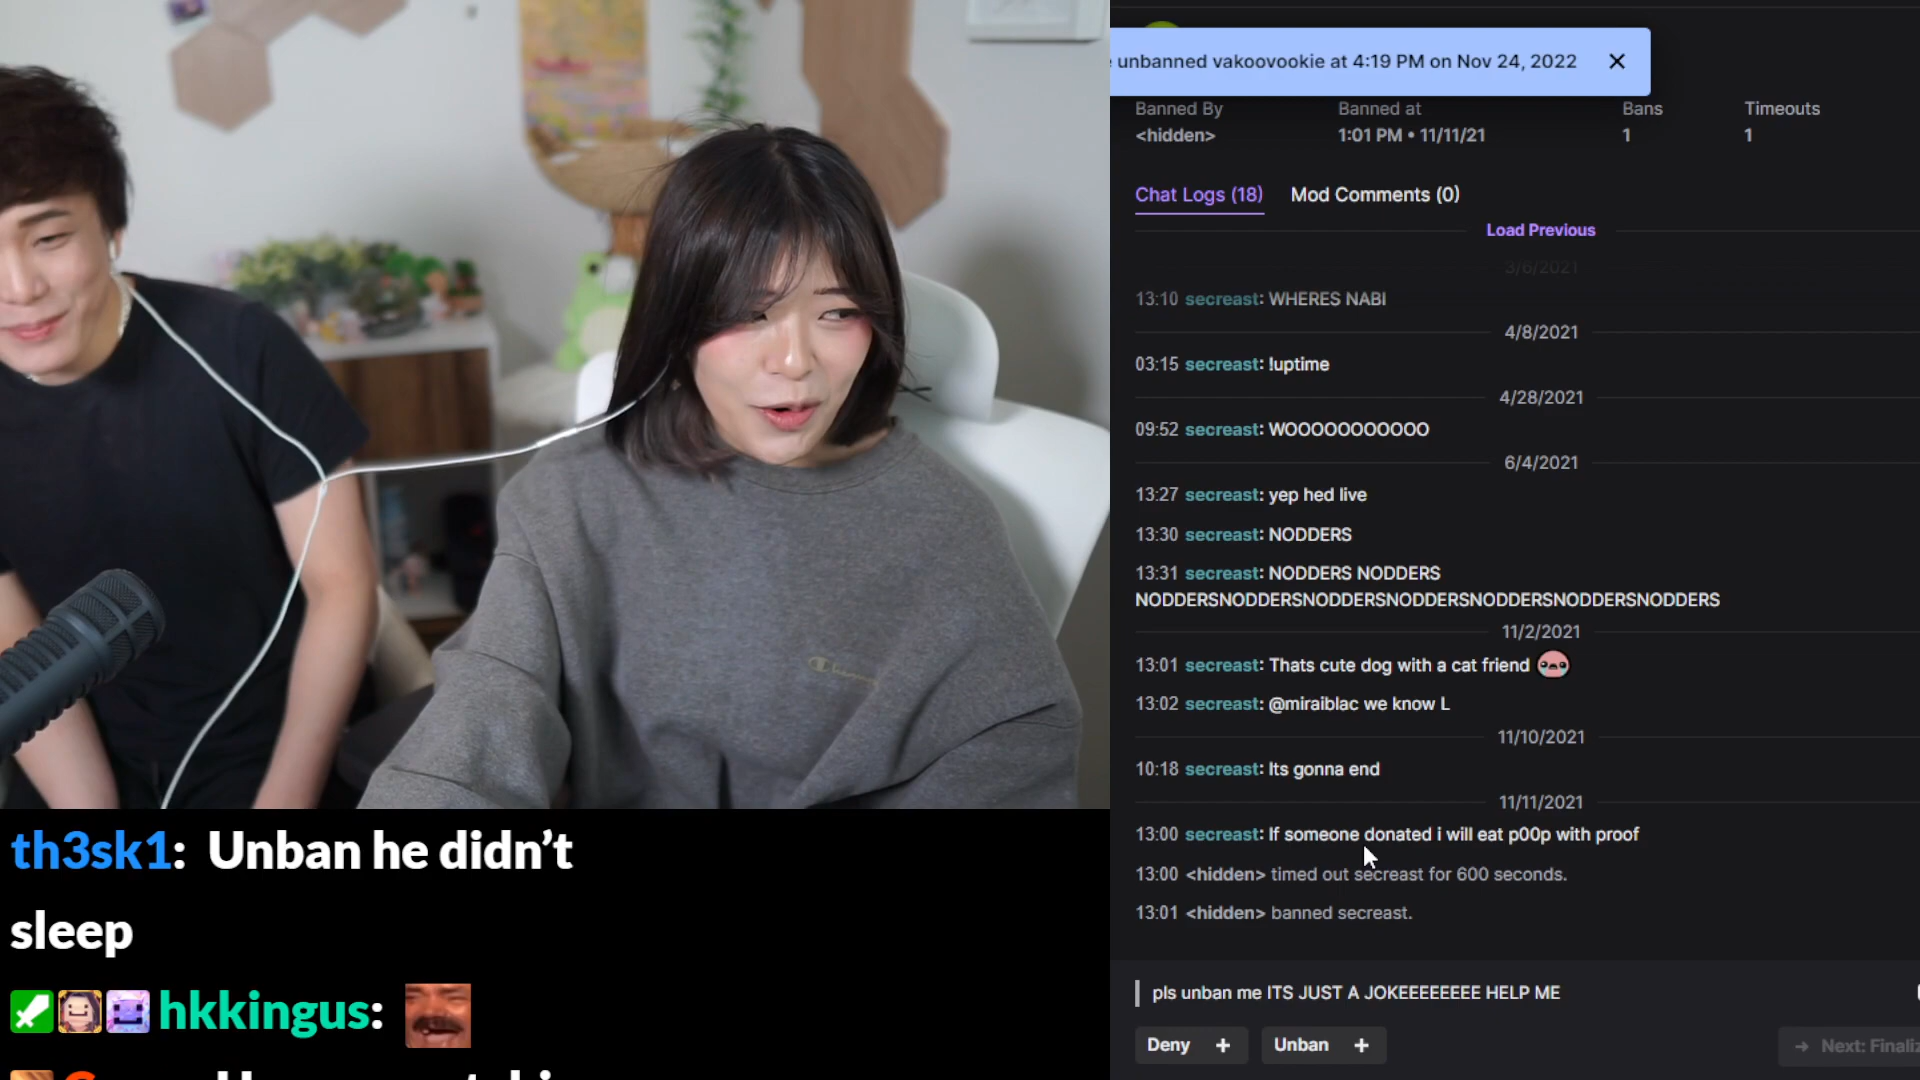 unbanned vakoovookie at 4:19 PM on Nov 24, 2022
Banned By
Banned at
Bans
Timeouts
<hidden>
1:01 PM • 11/11/21
1
1
Chat Logs (18)
Mod Comments (0)
Load Previous
3/6/2021
13:10 secreast: WHERES NABI
4/8/2021
03:15 secreast: !uptime
4/28/2021
09:52 secreast: WOOOOOOOOOOO
6/4/2021
13:27 secreast: yep hed live
13:30 secreast: NODDERS
13:31 secreast: NODDERS NODDERS
NODDERSNODDERSNODDERSNODDERSNODDERSNODDERSNODDERS
11/2/2021
13:01 secreast: Thats cute dog with a cat friend
13:02 secreast: @miraiblac we know L
11/10/2021
10:18 secreast: Its gonna end
11/11/2021
13:00 secreast: If someone donated i will eat p00p with proof
13:00 <hidden> timed out secreast for 600 seconds.
13:01 <hidden> banned secreast.
pls unban me ITS JUST A JOKEEEEEEEE HELP ME
Deny +
Unban +
→ Next:
Champion
th3sk1: Unban he didn't
sleep
hkkingus: